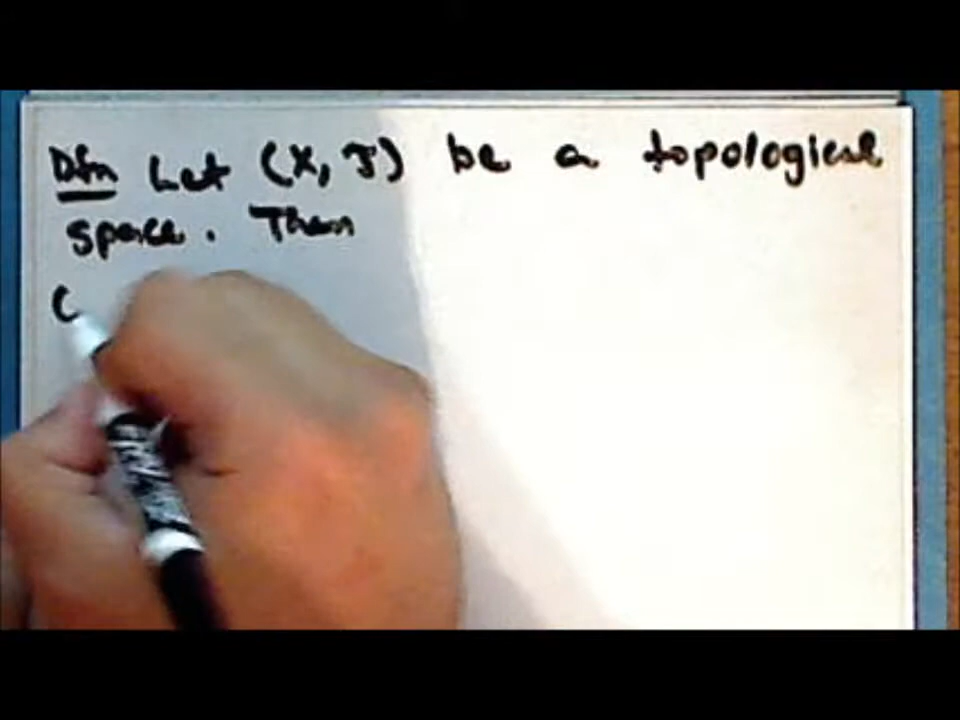 Dfn Let (X, J) be a topological
space. Then
(